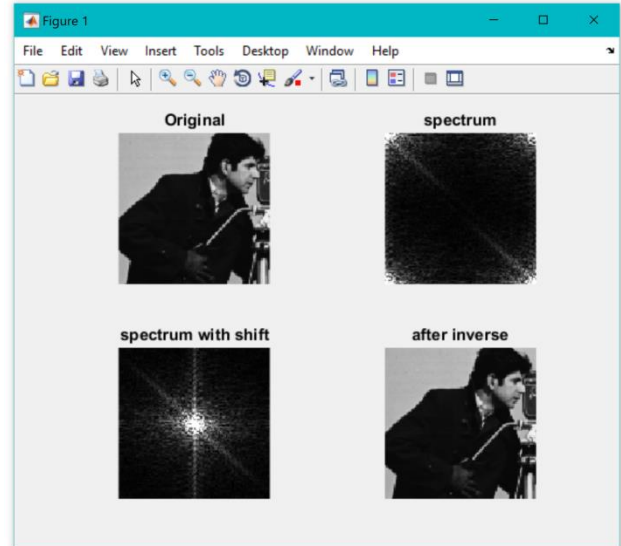 Figure 1
File Edit View Insert Tools Desktop Window Help
Original
spectrum
spectrum with shift
after inverse